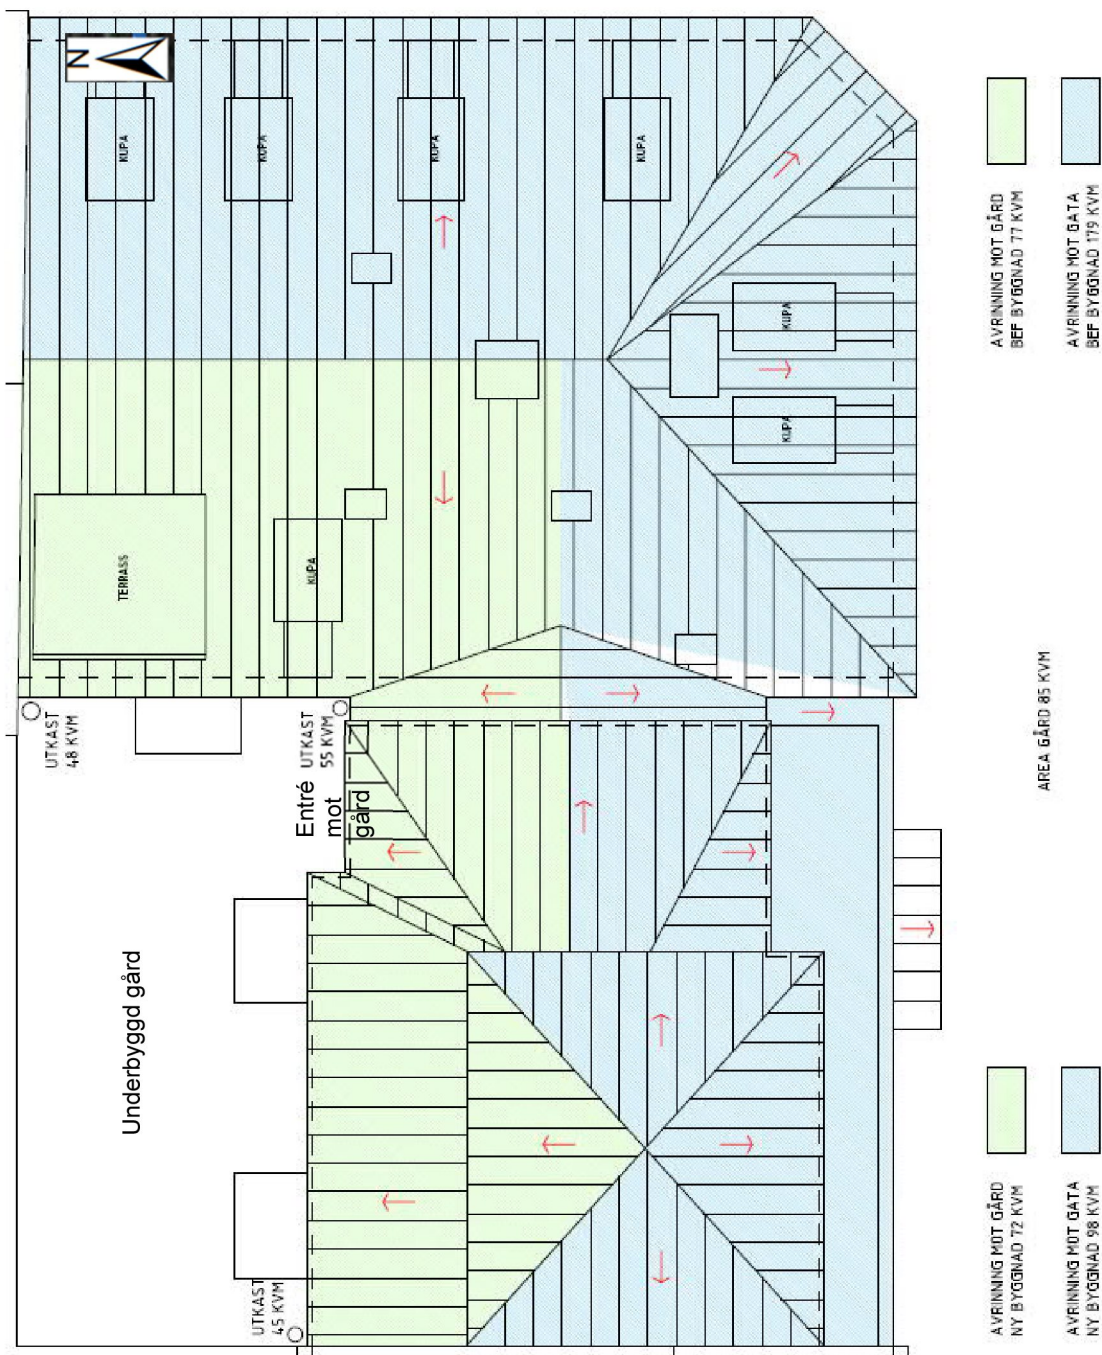 N
KUPA
KUPA
KUPA
KUPA
KUPA
KUPA
TERRASS
KUPA
UTKAST
48 KVM
UTKAST
55 KVM
Entré
mot
gård
Underbyggd gård
UTKAST
45 KVM
AREA GÅRD 85 KVM
AVRINNING MOT GÅRD
BEF BYGGNAD 77 KVM
AVRINNING MOT GATA
BEF BYGGNAD 179 KVM
AVRINNING MOT GÅRD
NY BYGGNAD 72 KVM
AVRINNING MOT GATA
NY BYGGNAD 98 KVM